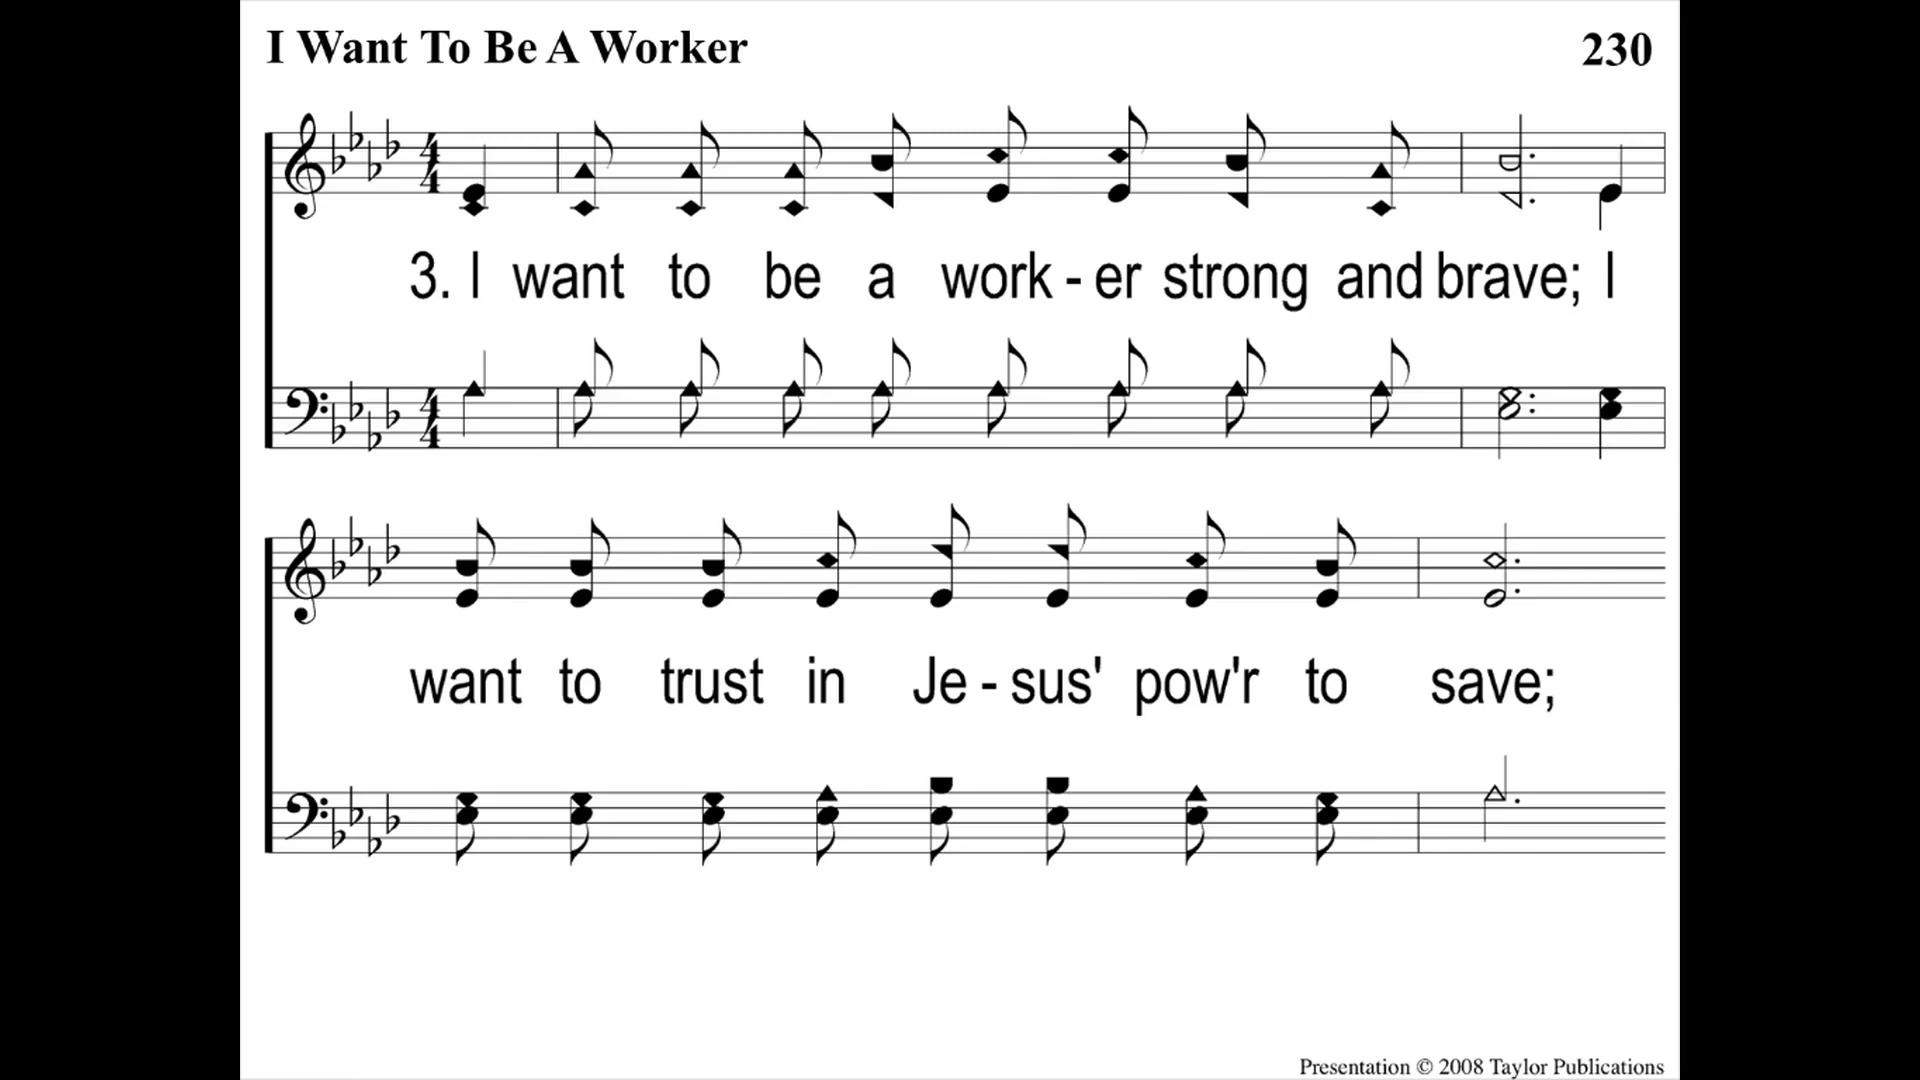 I Want To Be A Worker 230
3. I want to be a work - er strong and brave; I
want to trust in Je - sus' pow'r to save;
Presentation © 2008 Taylor Publications